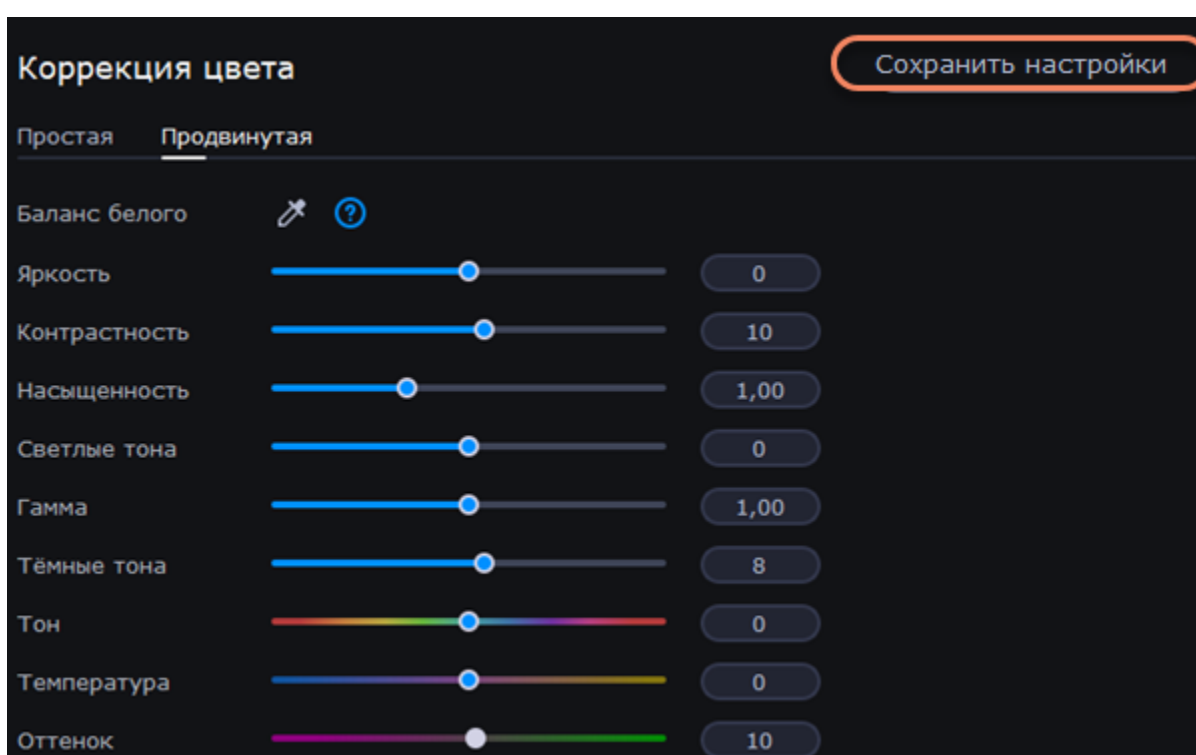 Коррекция цвета
Сохранить настройки
Простая Продвинутая
Баланс белого ?
Яркость 0
Контрастность 10
Насыщенность 1,00
Светлые тона 0
Гамма 1,00
Тёмные тона 8
Тон 0
Температура 0
Оттенок 10